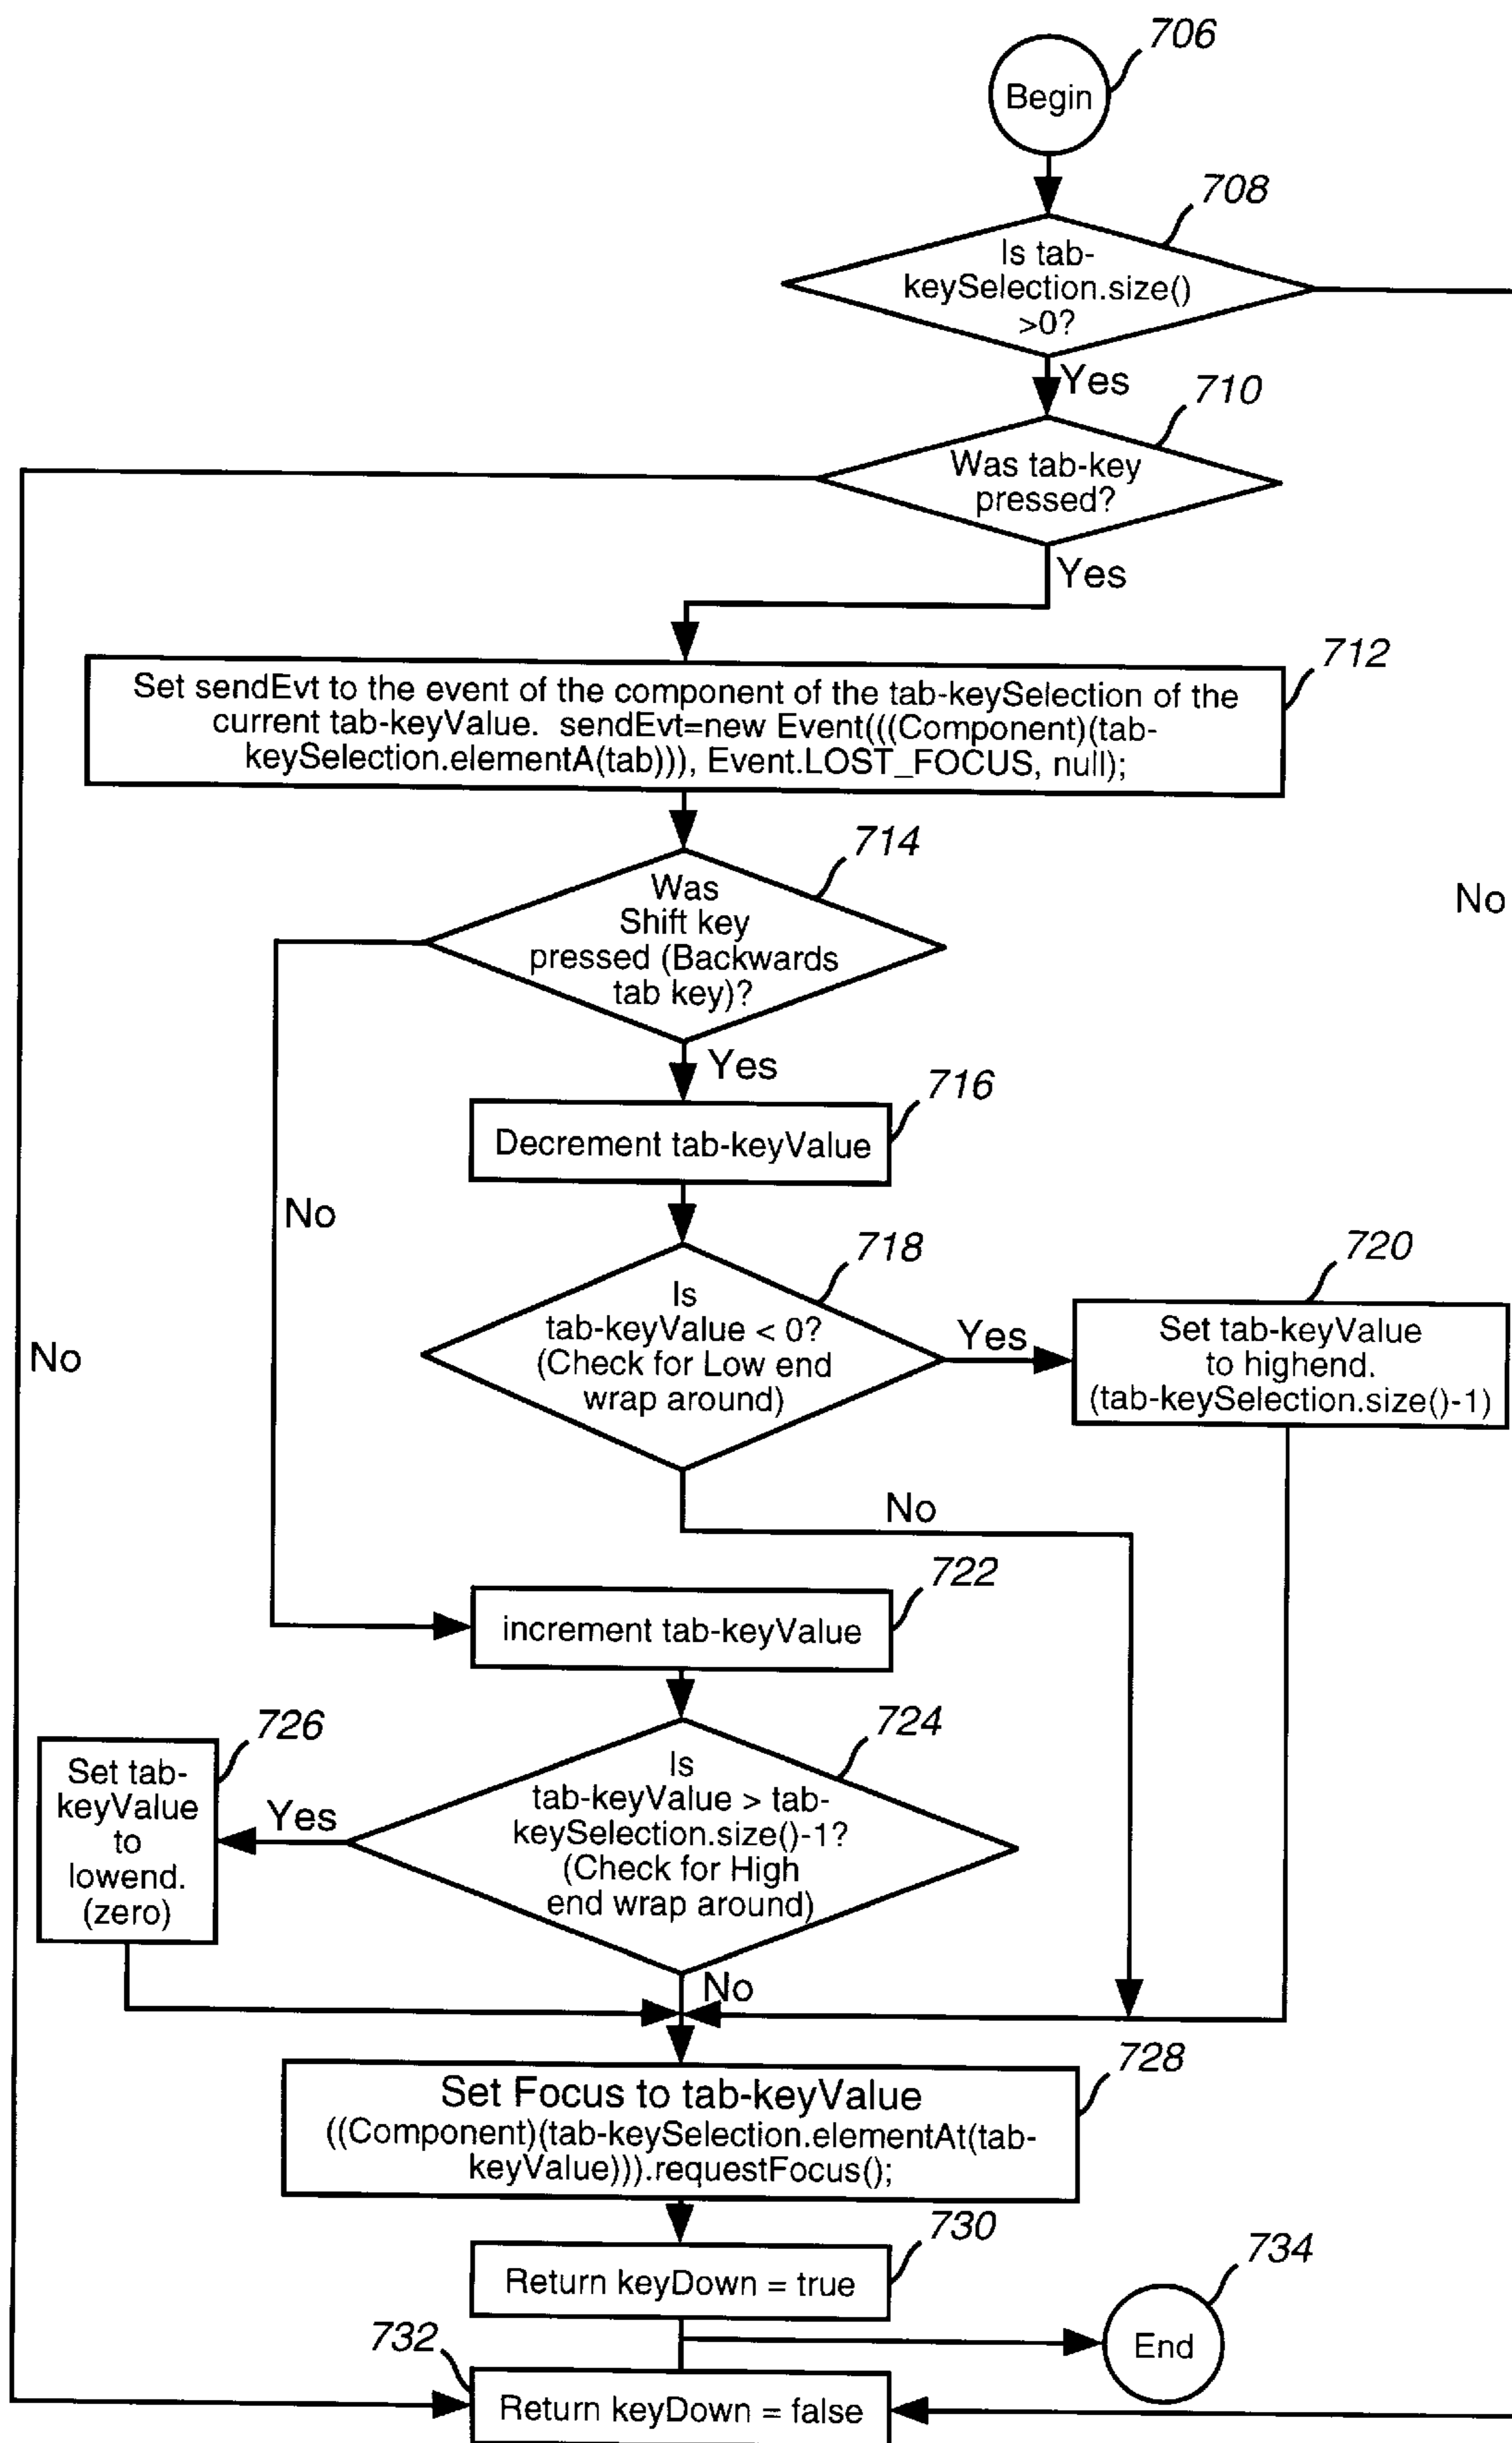 706
Begin
708
Is tab-
keySelection.size()
>0?
Yes
710
Was tab-key
pressed?
Yes
712
Set sendEvt to the event of the component of the tab-keySelection of the
current tab-keyValue. sendEvt=new Event(((Component)(tab-
keySelection.elementA(tab))), Event.LOST_FOCUS, null);
714
Was
Shift key
pressed (Backwards
tab key)?
No
Yes
716
Decrement tab-keyValue
No
718
Is
tab-keyValue < 0?
(Check for Low end
wrap around)
Yes
720
Set tab-keyValue
to highend.
(tab-keySelection.size()-1)
No
No
722
increment tab-keyValue
724
Is
tab-keyValue > tab-
keySelection.size()-1?
(Check for High
end wrap around)
Yes
726
Set tab-
keyValue
to
lowend.
(zero)
No
728
Set Focus to tab-keyValue
((Component)(tab-keySelection.elementAt(tab-
keyValue))).requestFocus();
730
Return keyDown = true
734
End
732
Return keyDown = false